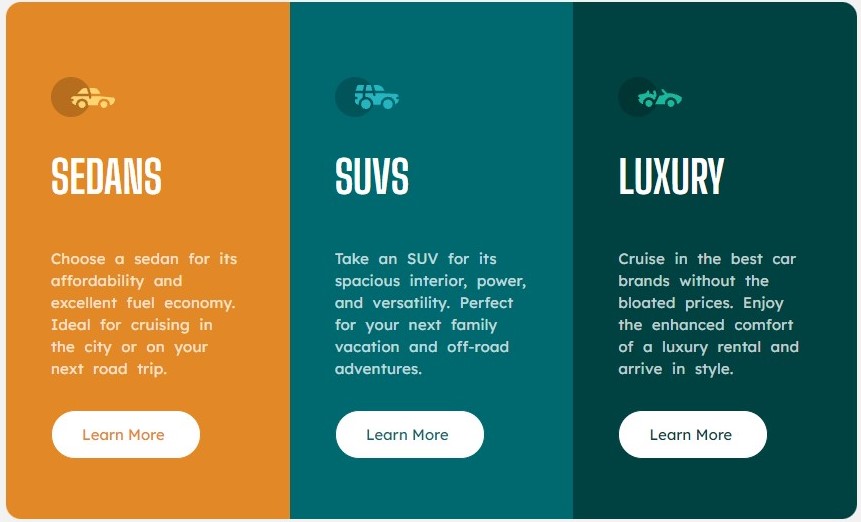 SEDANS
Choose a sedan for its
affordability and
excellent fuel economy.
Ideal for cruising in
the city or on your
next road trip.
Learn More
SUVS
Take an SUV for its
spacious interior, power,
and versatility. Perfect
for your next family
vacation and off-road
adventures.
Learn More
LUXURY
Cruise in the best car
brands without the
bloated prices. Enjoy
the enhanced comfort
of a luxury rental and
arrive in style.
Learn More